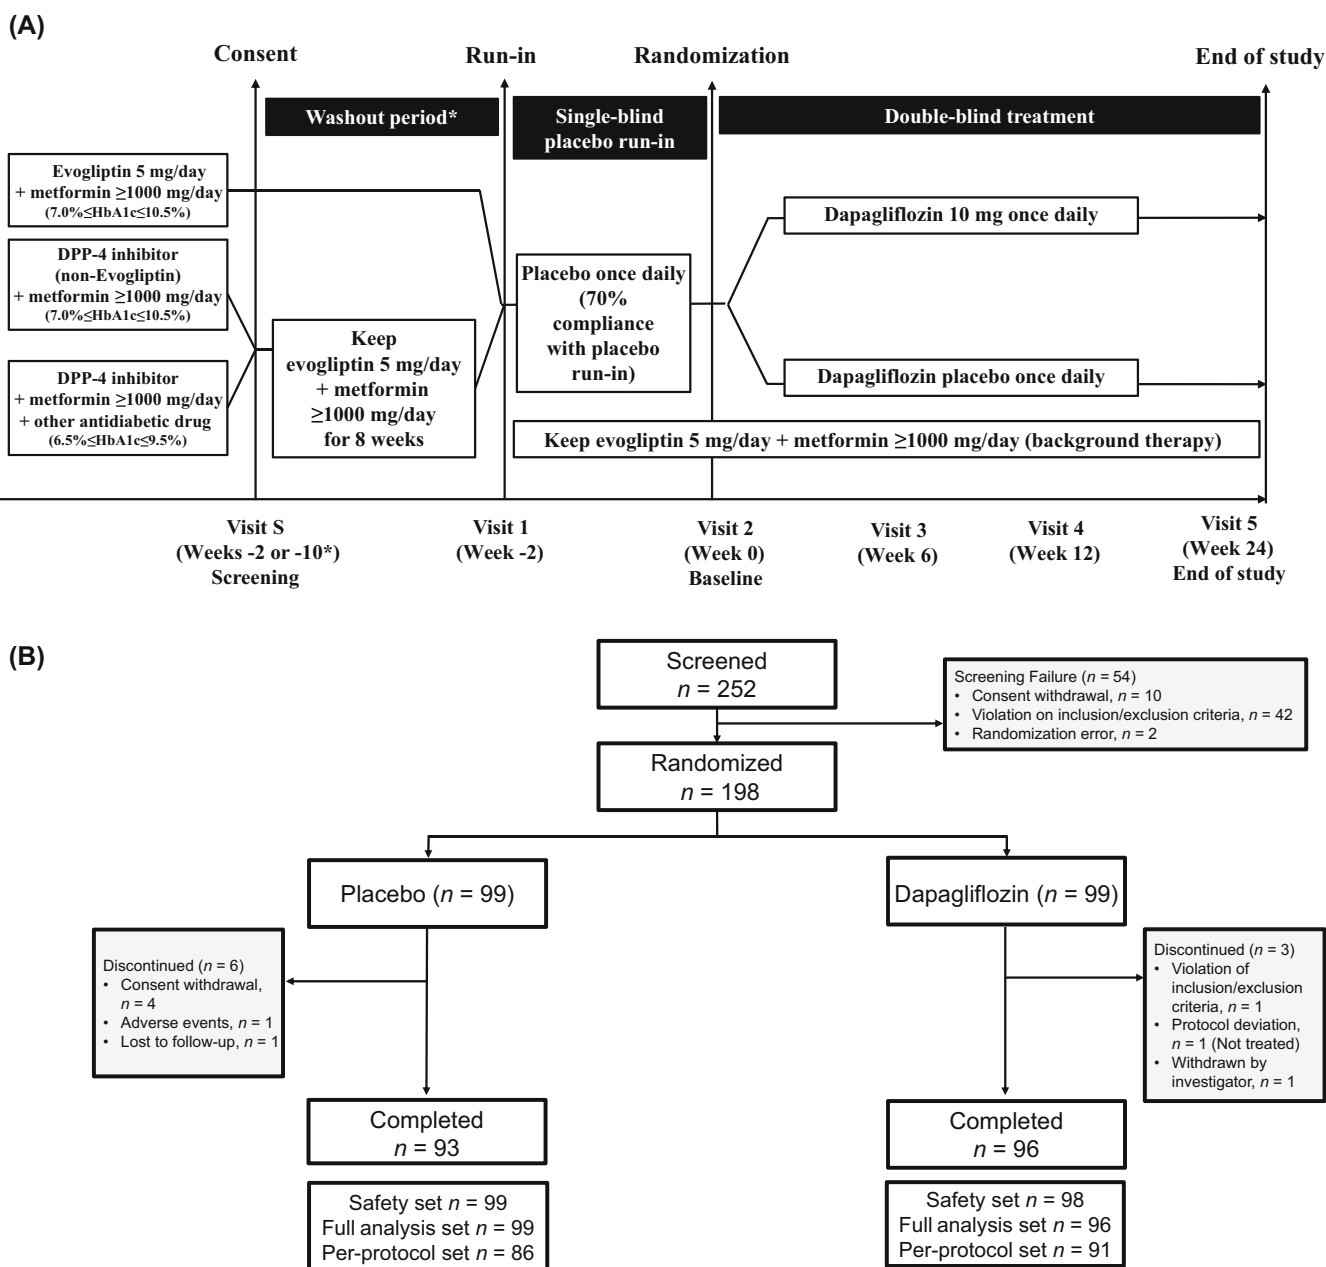 (A)
Consent
Run-in
Randomization
End of study
Washout period*
Single-blind
placebo run-in
Double-blind treatment
Evogliptin 5 mg/day
+ metformin ≥1000 mg/day
(7.0%≤HbA1c≤10.5%)
DPP-4 inhibitor
(non-Evogliptin)
+ metformin ≥1000 mg/day
(7.0%≤HbA1c≤10.5%)
DPP-4 inhibitor
+ metformin ≥1000 mg/day
+ other antidiabetic drug
(6.5%≤HbA1c≤9.5%)
Keep
evogliptin 5 mg/day
+ metformin
≥1000 mg/day
for 8 weeks
Placebo once daily
(70%
compliance
with placebo
run-in)
Dapagliflozin 10 mg once daily
Dapagliflozin placebo once daily
Keep evogliptin 5 mg/day + metformin ≥1000 mg/day (background therapy)
Visit S
(Weeks -2 or -10*)
Screening
Visit 1
(Week -2)
Visit 2
(Week 0)
Baseline
Visit 3
(Week 6)
Visit 4
(Week 12)
Visit 5
(Week 24)
End of study
(B)
Screened
n = 252
Screening Failure (n = 54)
• Consent withdrawal, n = 10
• Violation on inclusion/exclusion criteria, n = 42
• Randomization error, n = 2
Randomized
n = 198
Placebo (n = 99)
Dapagliflozin (n = 99)
Discontinued (n = 6)
• Consent withdrawal,
n = 4
• Adverse events, n = 1
• Lost to follow-up, n = 1
Discontinued (n = 3)
• Violation of
inclusion/exclusion
criteria, n = 1
• Protocol deviation,
n = 1 (Not treated)
• Withdrawn by
investigator, n = 1
Completed
n = 93
Completed
n = 96
Safety set n = 99
Full analysis set n = 99
Per-protocol set n = 86
Safety set n = 98
Full analysis set n = 96
Per-protocol set n = 91